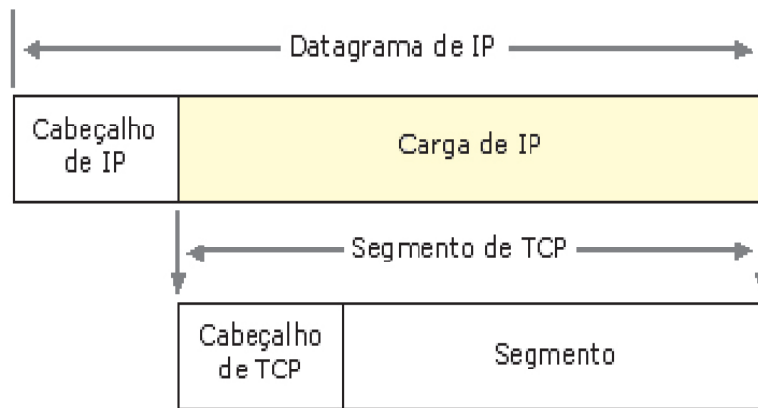 Datagrama de IP
Cabeçalho
de IP
Carga de IP
Segmento de TCP
Cabeçalho
de TCP
Segmento